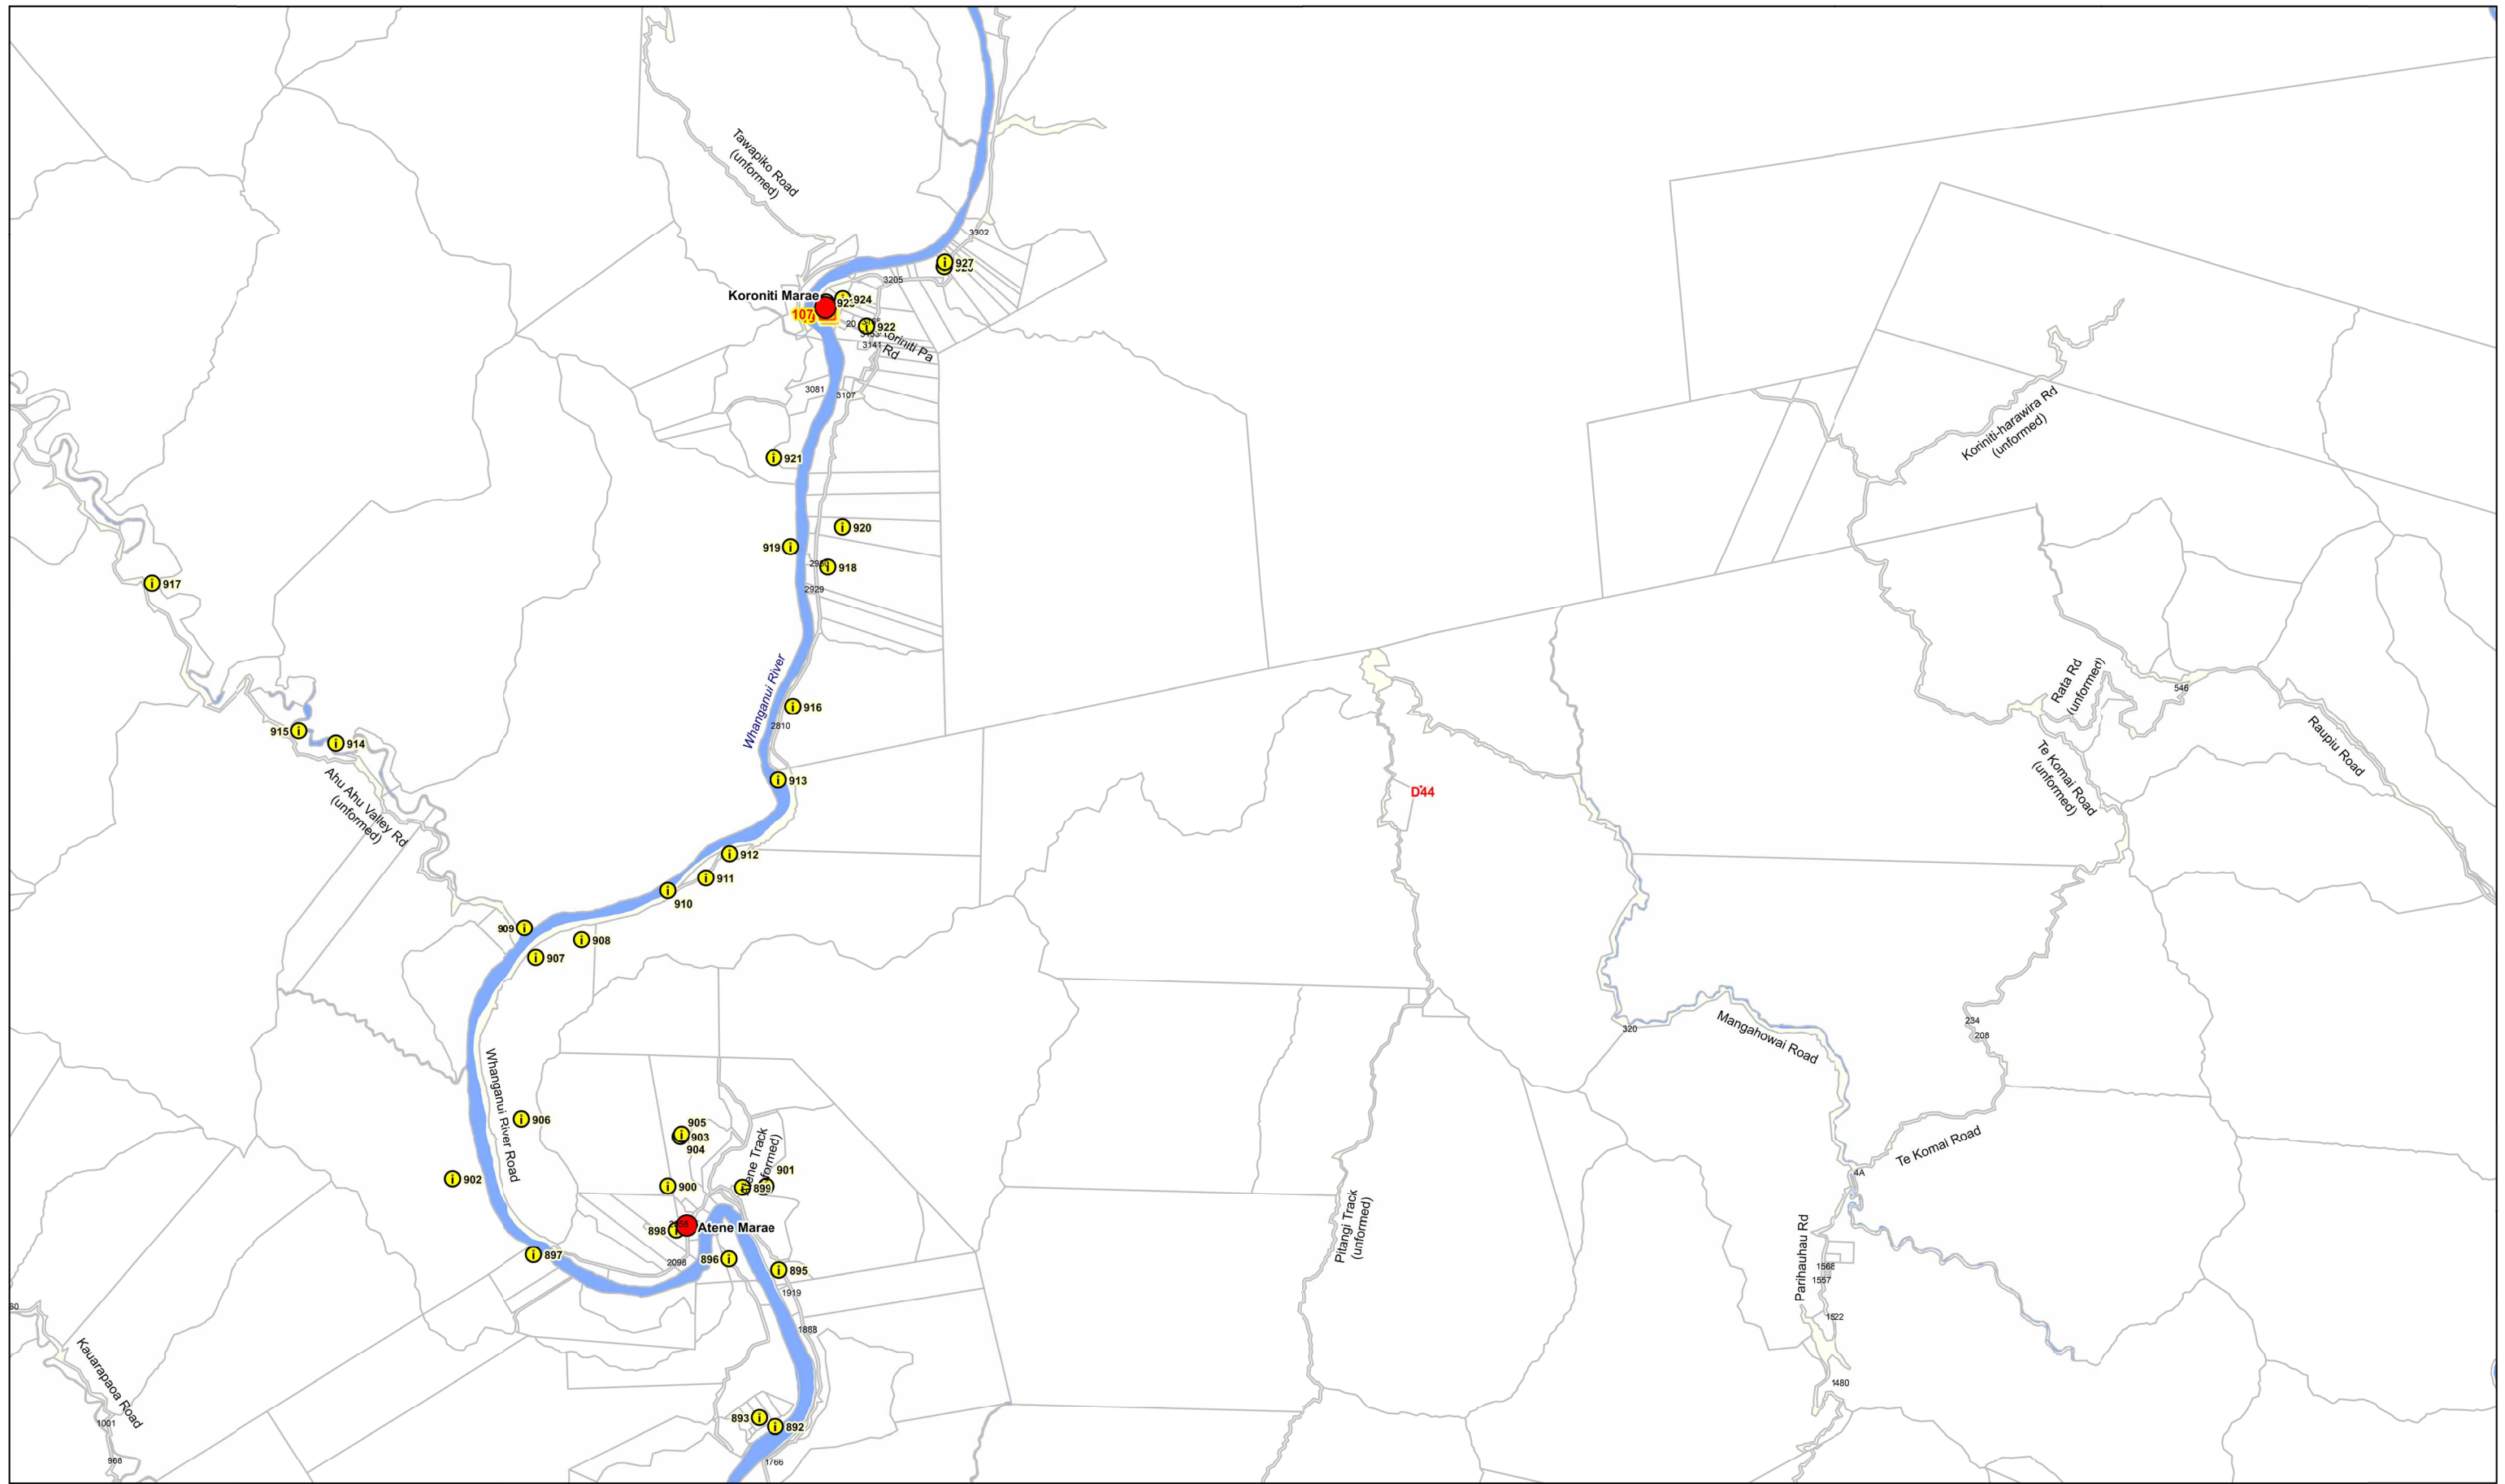 Tawapiko Road
(unformed)
3302
927
3205
Koroniti Marae
924
107
20
922
3141
Koriniti Pa
Rd
3081
3107
Koriniti-harawira Rd
(unformed)
921
920
919
918
917
2929
Whanganui River
916
2810
Rata Rd
(unformed)
546
915
914
Raupiu Road
Te Komai Road
(unformed)
Ahu Ahu Valley Rd
(unformed)
913
D44
912
911
910
909
908
907
Mangahowai Road
320
234
208
Whanganui River Road
906
905
903
904
Te Komal Road
901
902
900
899
4A
898
Atene Marae
Pitangi Track
(unformed)
Parihauhau Rd
897
896
2098
895
1568
1557
1919
1522
1888
Kauarapaoa Road
1480
893
892
1001
1766
968